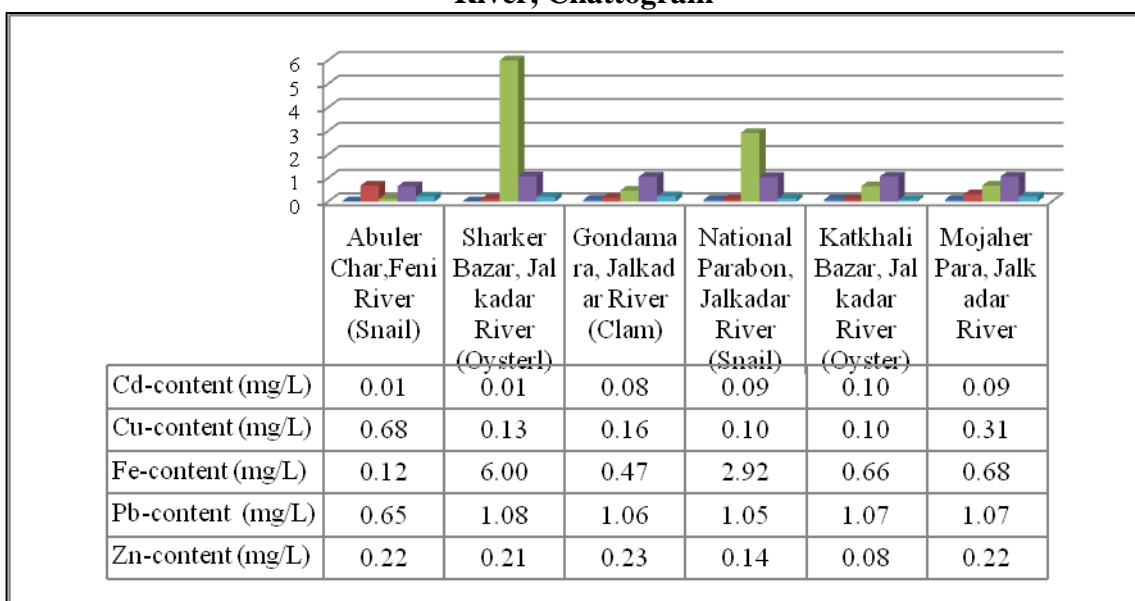 River, Chattogram
6
5
4
3
2
1
0
Abuler Char,Feni River (Snail)
Sharker Bazar, Jal kadar River (Oysterl)
Gondama ra, Jalkad ar River (Clam)
National Parabon, Jalkadar River (Snail)
Katkhali Bazar, Jal kadar River (Oyster)
Mojaher Para, Jalk adar River
Cd-content (mg/L) 0.01 0.01 0.08 0.09 0.10 0.09
Cu-content (mg/L) 0.68 0.13 0.16 0.10 0.10 0.31
Fe-content (mg/L) 0.12 6.00 0.47 2.92 0.66 0.68
Pb-content (mg/L) 0.65 1.08 1.06 1.05 1.07 1.07
Zn-content (mg/L) 0.22 0.21 0.23 0.14 0.08 0.22